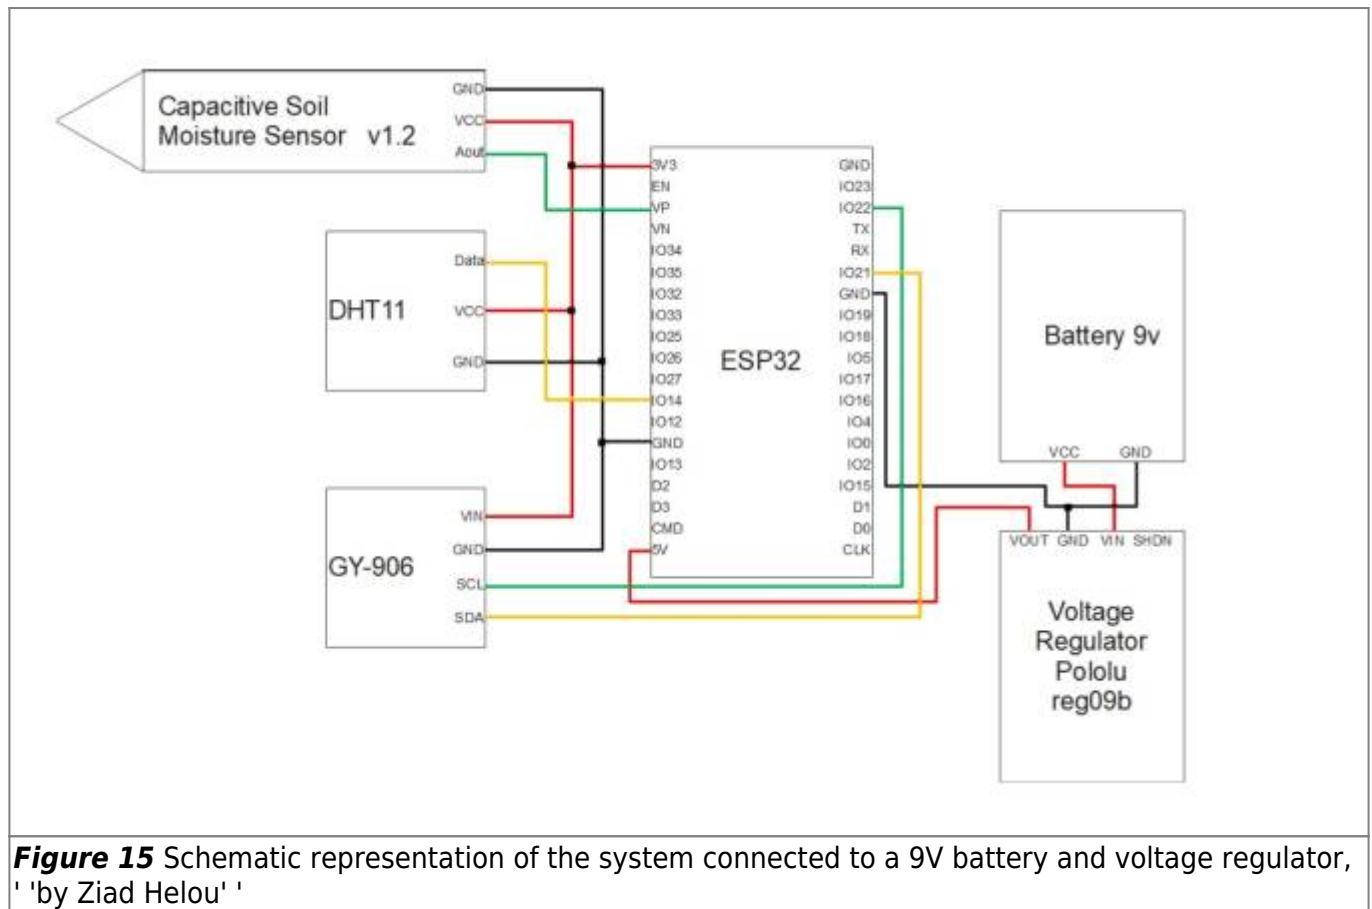 Capacitive Soil
Moisture Sensor v1.2
GND
VCC
Aout
DHT11
Data
VCC
GND
GY-906
VIN
GND
SCL
SDA
ESP32
3V3
EN
VP
VN
IO34
IO35
IO32
IO33
IO25
IO26
IO27
IO14
IO12
GND
IO13
D2
D3
CMD
5V
GND
IO23
IO22
TX
RX
IO21
GND
IO19
IO18
IO5
IO17
IO16
IO4
IO0
IO2
IO15
D1
D0
CLK
Battery 9v
VCC GND
VOUT GND VIN SHDN
Voltage
Regulator
Pololu
reg09b
Figure 15 Schematic representation of the system connected to a 9V battery and voltage regulator,
' 'by Ziad Helou' '